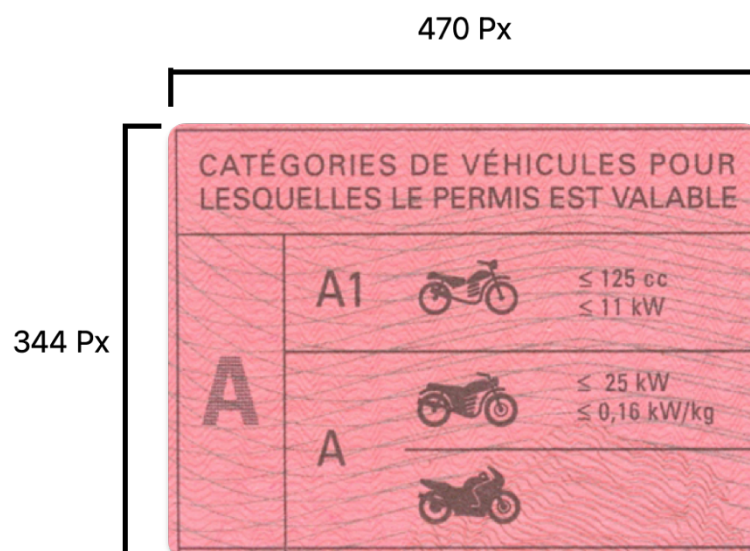 470 Px
344 Px
CATÉGORIES DE VÉHICULES POUR
LESQUELLES LE PERMIS EST VALABLE
A
A1
≤ 125 cc
≤ 11 kW
A
≤ 25 kW
≤ 0,16 kW/kg